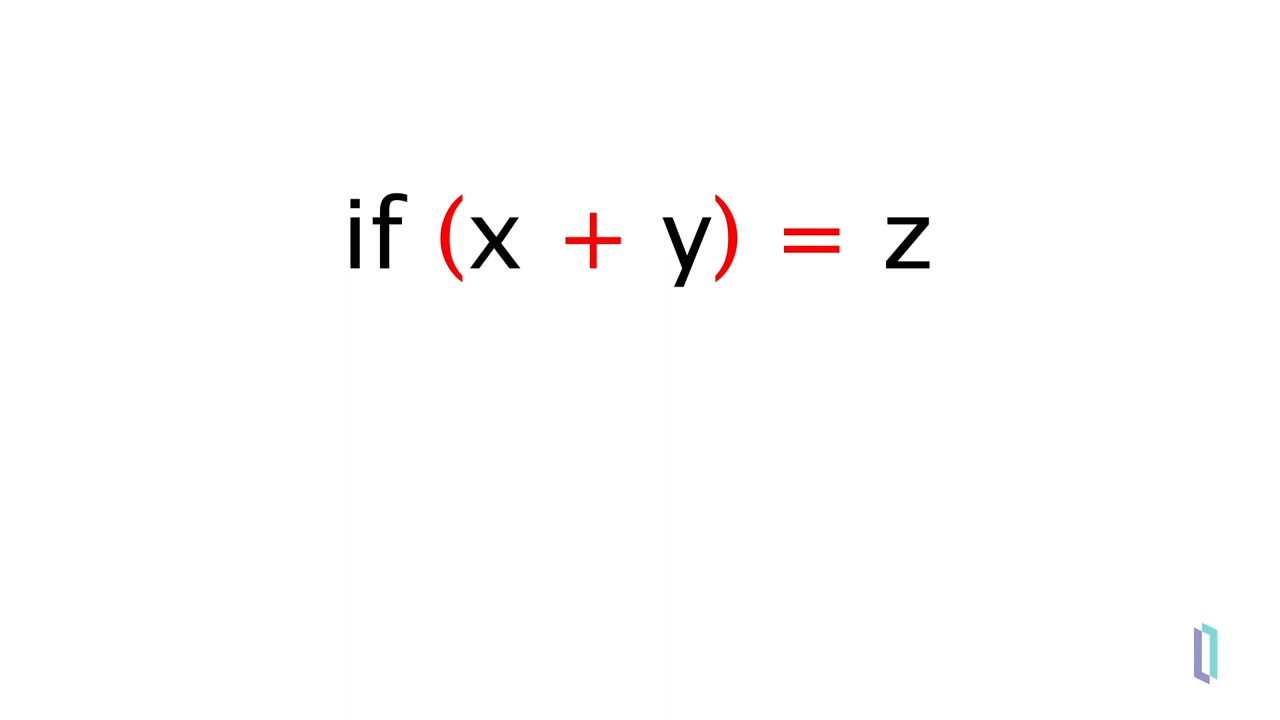 if (x + y) = z